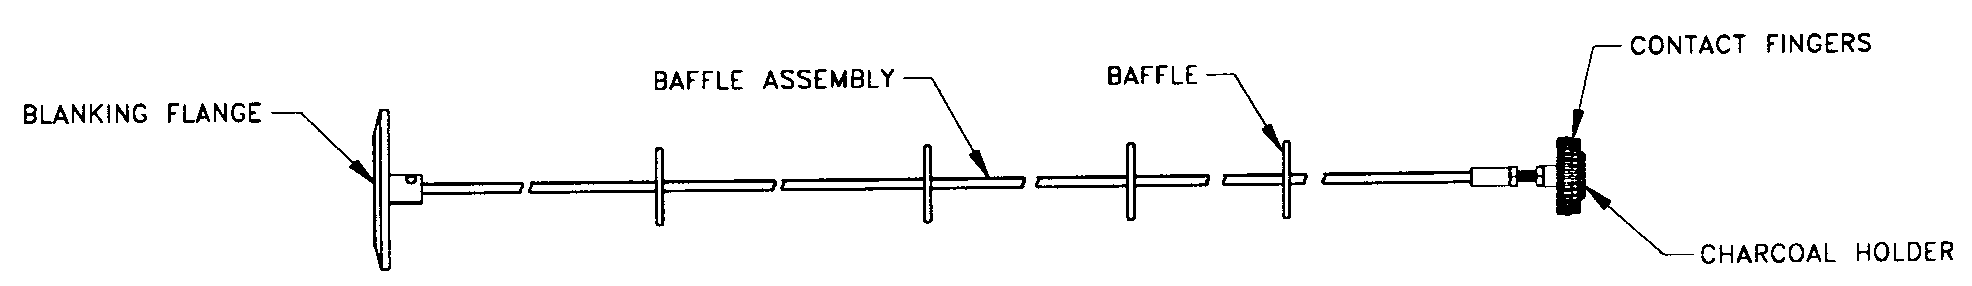 CONTACT FINGERS
BAFFLE ASSEMBLY
BAFFLE
BLANKING FLANGE
CHARCOAL HOLDER